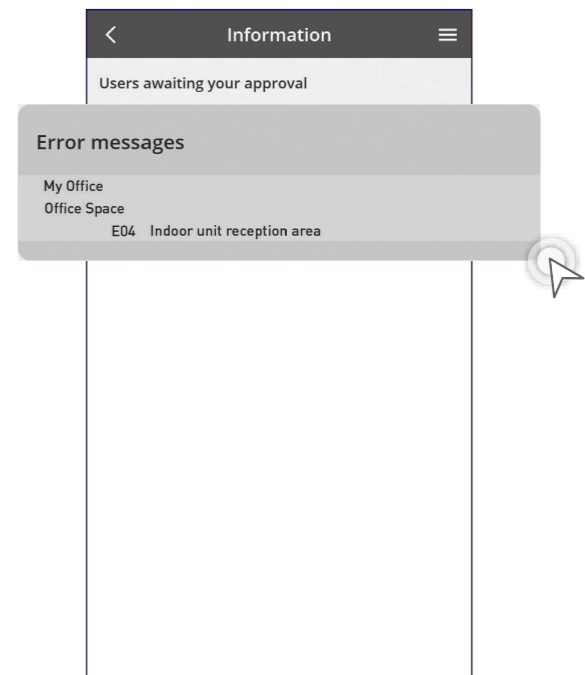 Information
Users awaiting your approval
Error messages
My Office
Office Space
E04 Indoor unit reception area